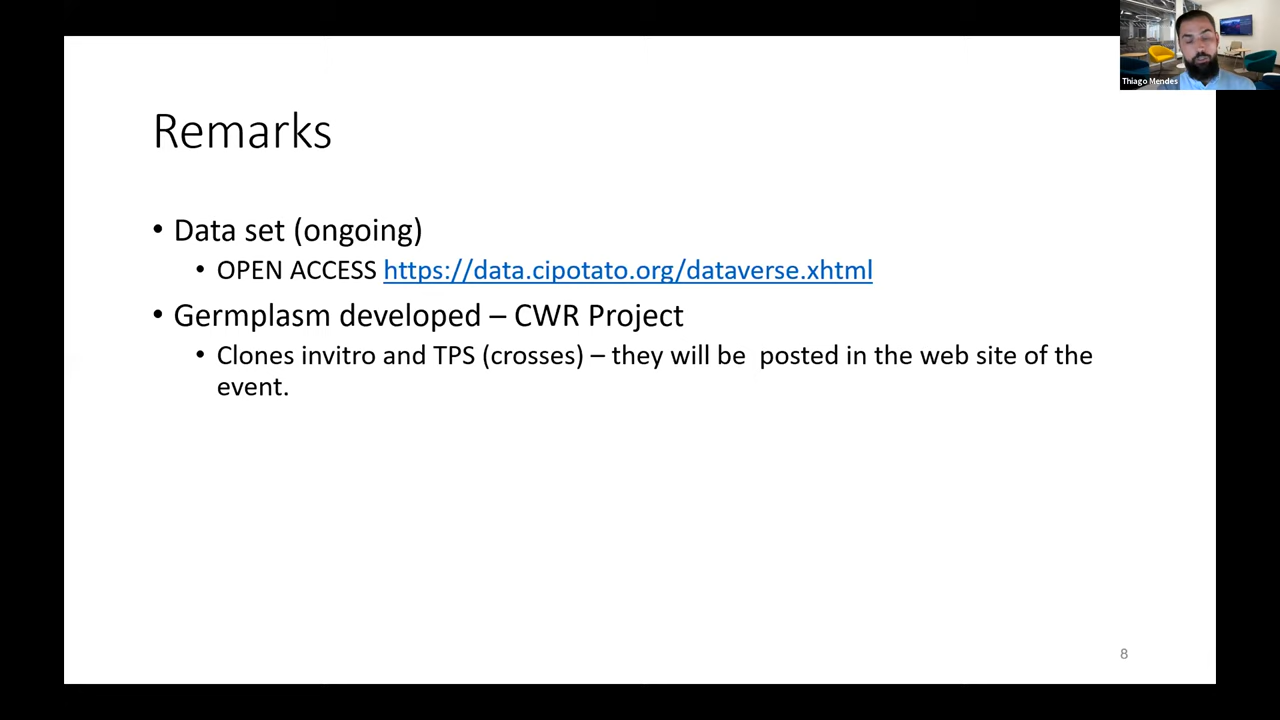 Thiago Mendes
Remarks
• Data set (ongoing)
• OPEN ACCESS https://data.cipotato.org/dataverse.xhtml
• Germplasm developed – CWR Project
• Clones invitro and TPS (crosses) – they will be  posted in the web site of the
event.
8